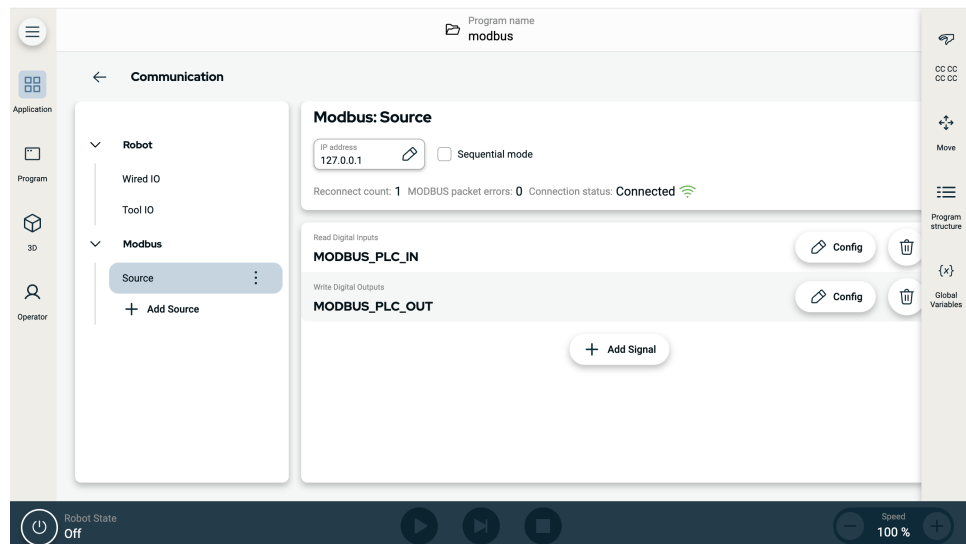 Program name
modbus
Application
Program
3D
Operator
Communication
Robot
Wired IO
Tool IO
Modbus
Source
Add Source
Modbus: Source
IP address
127.0.0.1
Sequential mode
Reconnect count: 1 MODBUS packet errors: 0 Connection status: Connected
Read Digital Inputs
MODBUS_PLC_IN
Config
Write Digital Outputs
MODBUS_PLC_OUT
Config
Add Signal
CC CC
CC CC
Move
Program
structure
{x}
Global
Variables
Robot State
Off
Speed
100 %